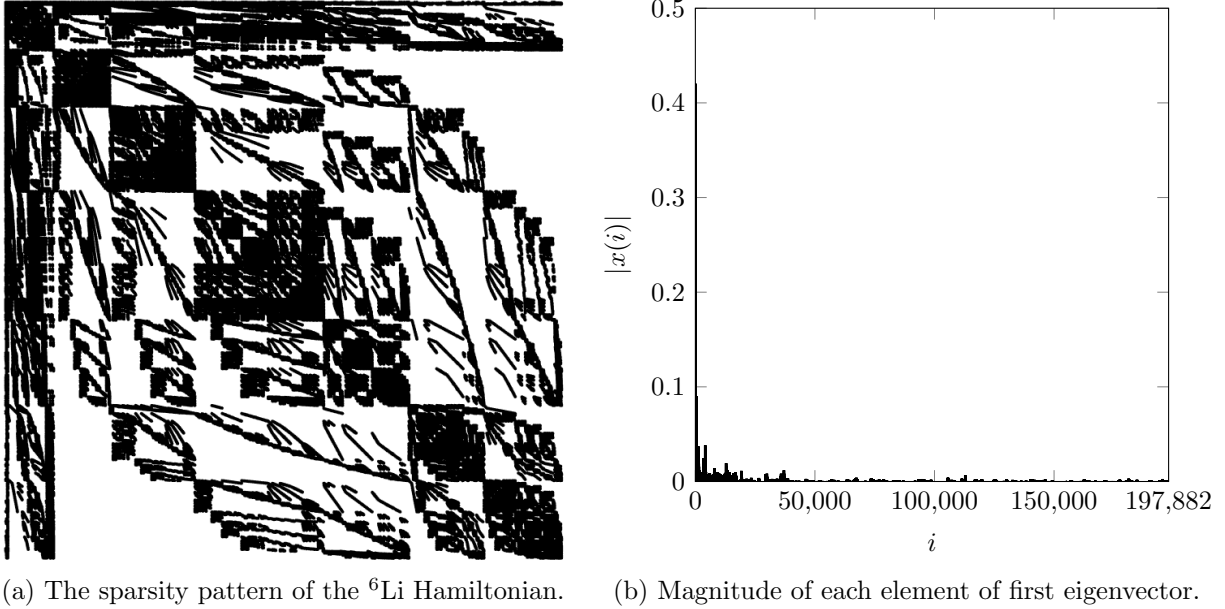 0.5
0.4
0.3
0.2
0.1
0
|x(i)|
0 50,000 100,000 150,000 197,882
i
(a) The sparsity pattern of the ⁶Li Hamiltonian.
(b) Magnitude of each element of first eigenvector.